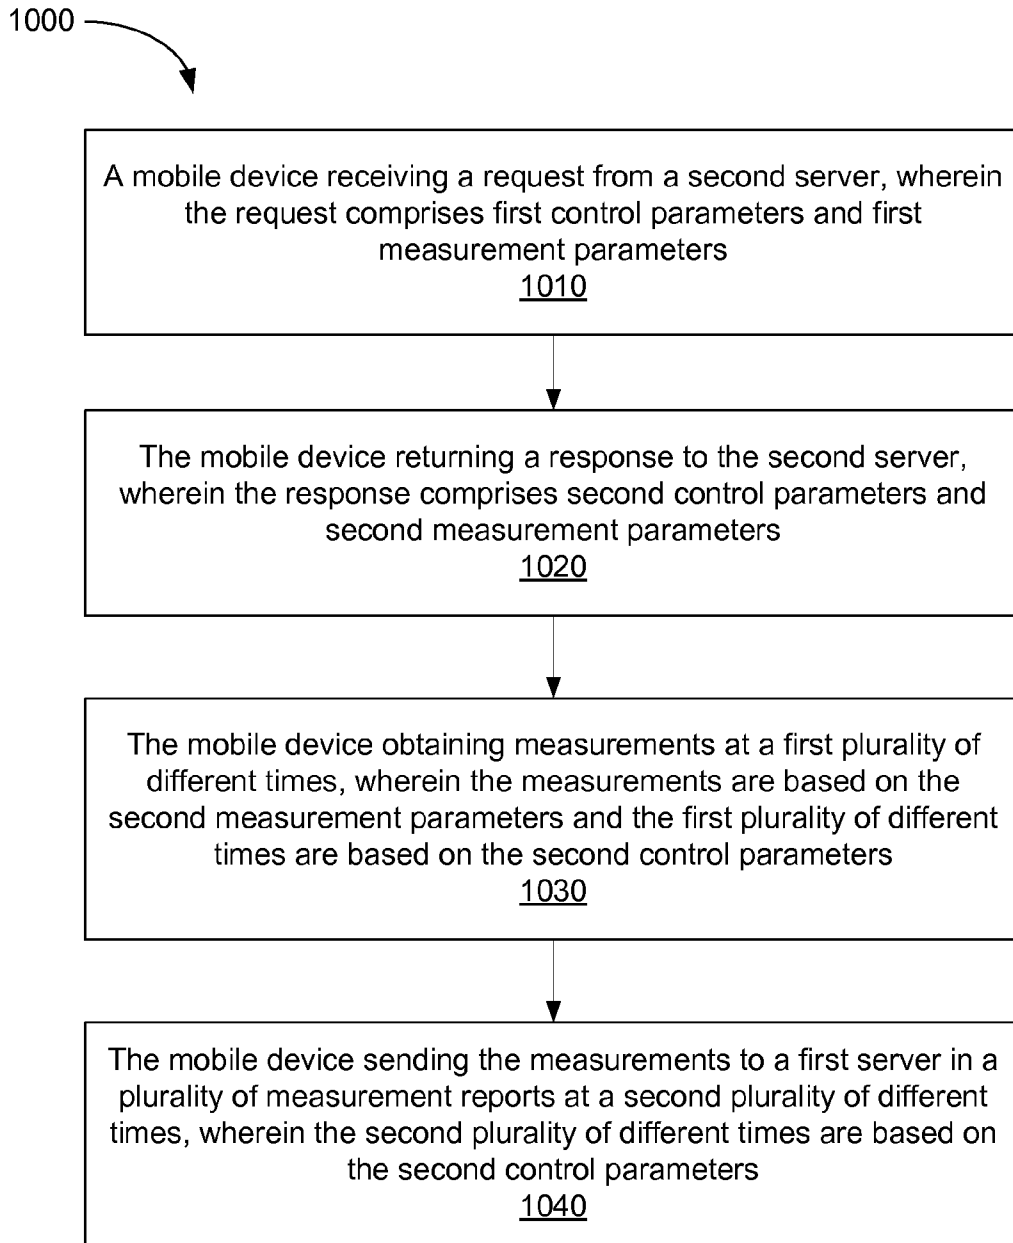 1000
A mobile device receiving a request from a second server, wherein
the request comprises first control parameters and first
measurement parameters
1010
The mobile device returning a response to the second server,
wherein the response comprises second control parameters and
second measurement parameters
1020
The mobile device obtaining measurements at a first plurality of
different times, wherein the measurements are based on the
second measurement parameters and the first plurality of different
times are based on the second control parameters
1030
The mobile device sending the measurements to a first server in a
plurality of measurement reports at a second plurality of different
times, wherein the second plurality of different times are based on
the second control parameters
1040